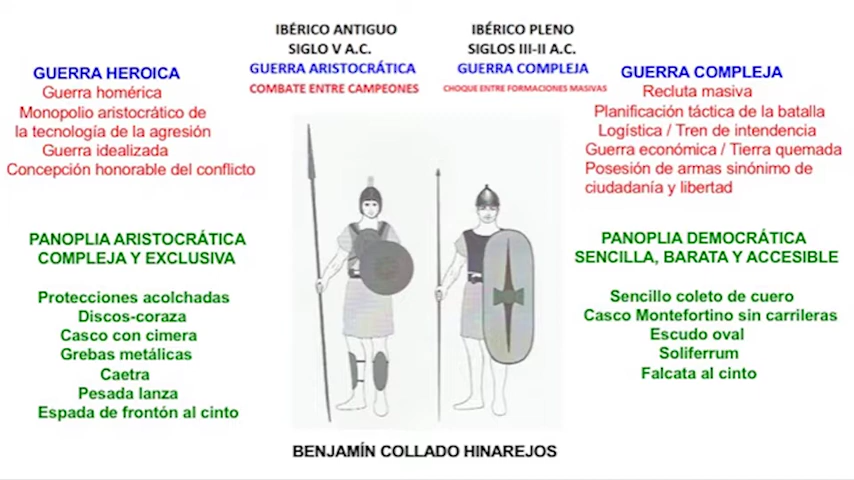 IBÉRICO ANTIGUO
SIGLO V A.C.
GUERRA ARISTOCRÁTICA
COMBATE ENTRE CAMPEONES
IBÉRICO PLENO
SIGLOS III-II A.C.
GUERRA COMPLEJA
CHOQUE ENTRE FORMACIONES MASIVAS
GUERRA HEROICA
Guerra homérica
Monopolio aristocrático de
la tecnología de la agresión
Guerra idealizada
Concepción honorable del conflicto
GUERRA COMPLEJA
Recluta masiva
Planificación táctica de la batalla
Logística / Tren de intendencia
Guerra económica / Tierra quemada
Posesión de armas sinónimo de
ciudadanía y libertad
PANOPLIA ARISTOCRÁTICA
COMPLEJA Y EXCLUSIVA
Protecciones acolchadas
Discos-coraza
Casco con cimera
Grebas metálicas
Caetra
Pesada lanza
Espada de frontón al cinto
PANOPLIA DEMOCRÁTICA
SENCILLA, BARATA Y ACCESIBLE
Sencillo coleto de cuero
Casco Montefortino sin carrileras
Escudo oval
Soliferrum
Falcata al cinto
BENJAMÍN COLLADO HINAREJOS